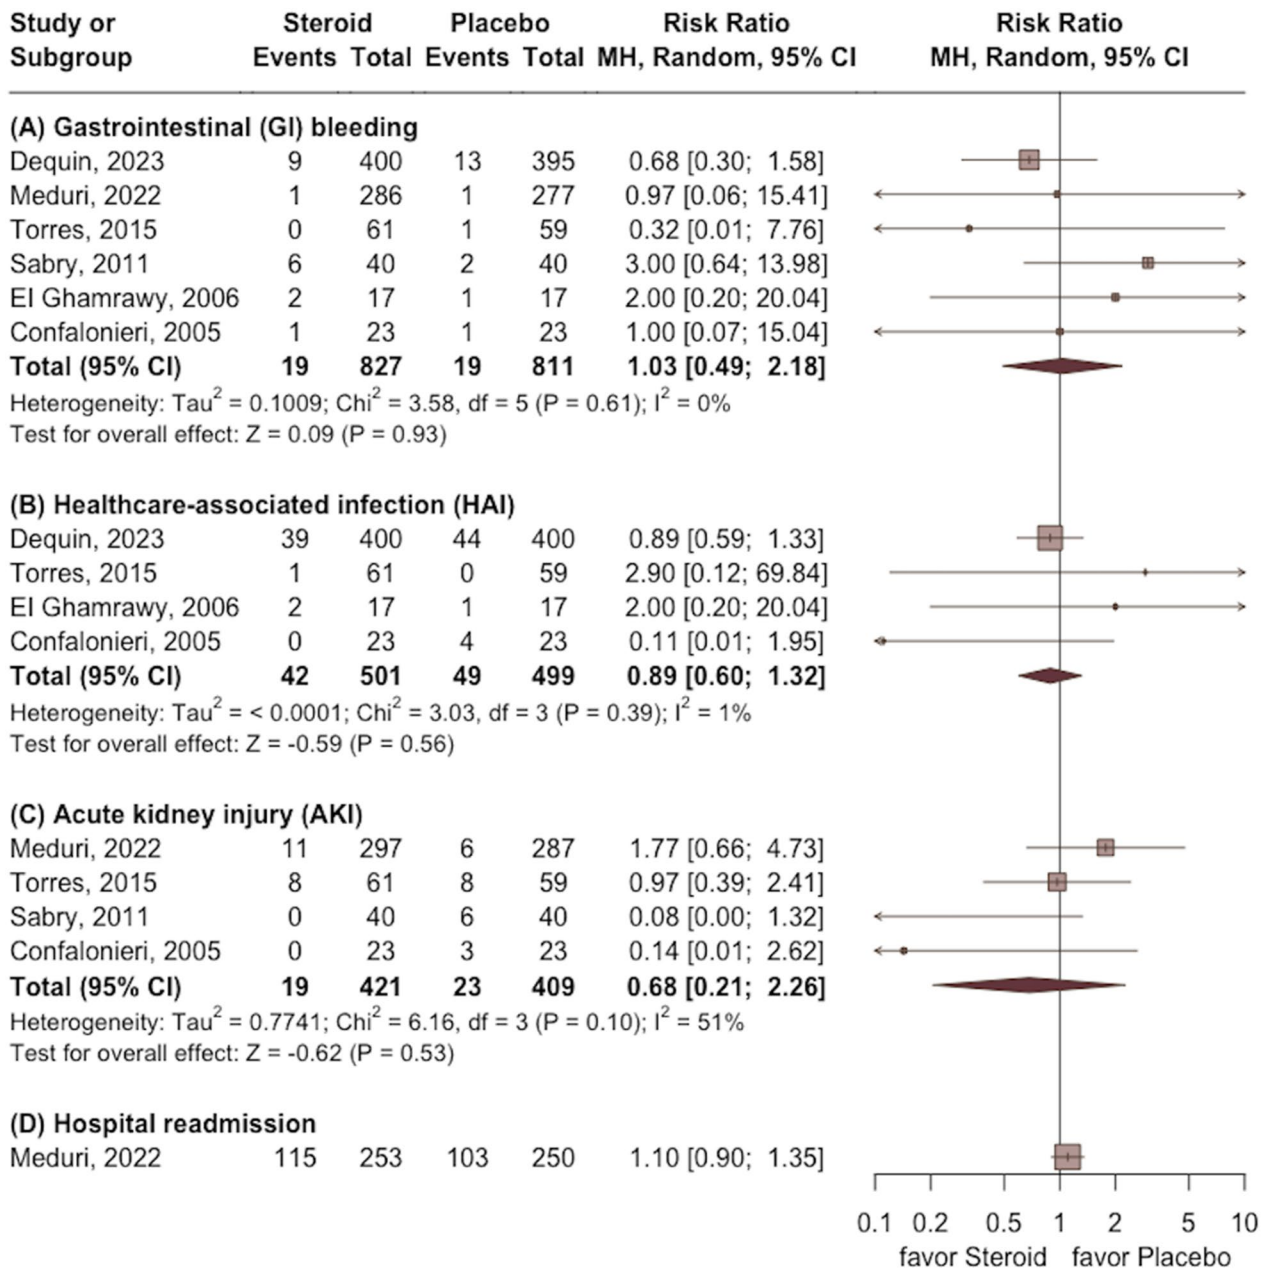 Study or Steroid Placebo Risk Ratio Risk Ratio
Subgroup Events Total Events Total MH, Random, 95% CI MH, Random, 95% CI
(A) Gastrointestinal (GI) bleeding
Dequin, 2023 9 400 13 395 0.68 [0.30; 1.58]
Meduri, 2022 1 286 1 277 0.97 [0.06; 15.41]
Torres, 2015 0 61 1 59 0.32 [0.01; 7.76]
Sabry, 2011 6 40 2 40 3.00 [0.64; 13.98]
El Ghamrawy, 2006 2 17 1 17 2.00 [0.20; 20.04]
Confalonieri, 2005 1 23 1 23 1.00 [0.07; 15.04]
Total (95% CI) 19 827 19 811 1.03 [0.49; 2.18]
Heterogeneity: Tau² = 0.1009; Chi² = 3.58, df = 5 (P = 0.61); I² = 0%
Test for overall effect: Z = 0.09 (P = 0.93)
(B) Healthcare-associated infection (HAI)
Dequin, 2023 39 400 44 400 0.89 [0.59; 1.33]
Torres, 2015 1 61 0 59 2.90 [0.12; 69.84]
El Ghamrawy, 2006 2 17 1 17 2.00 [0.20; 20.04]
Confalonieri, 2005 0 23 4 23 0.11 [0.01; 1.95]
Total (95% CI) 42 501 49 499 0.89 [0.60; 1.32]
Heterogeneity: Tau² = < 0.0001; Chi² = 3.03, df = 3 (P = 0.39); I² = 1%
Test for overall effect: Z = -0.59 (P = 0.56)
(C) Acute kidney injury (AKI)
Meduri, 2022 11 297 6 287 1.77 [0.66; 4.73]
Torres, 2015 8 61 8 59 0.97 [0.39; 2.41]
Sabry, 2011 0 40 6 40 0.08 [0.00; 1.32]
Confalonieri, 2005 0 23 3 23 0.14 [0.01; 2.62]
Total (95% CI) 19 421 23 409 0.68 [0.21; 2.26]
Heterogeneity: Tau² = 0.7741; Chi² = 6.16, df = 3 (P = 0.10); I² = 51%
Test for overall effect: Z = -0.62 (P = 0.53)
(D) Hospital readmission
Meduri, 2022 115 253 103 250 1.10 [0.90; 1.35]
0.1 0.2 0.5 1 2 5 10
favor Steroid favor Placebo